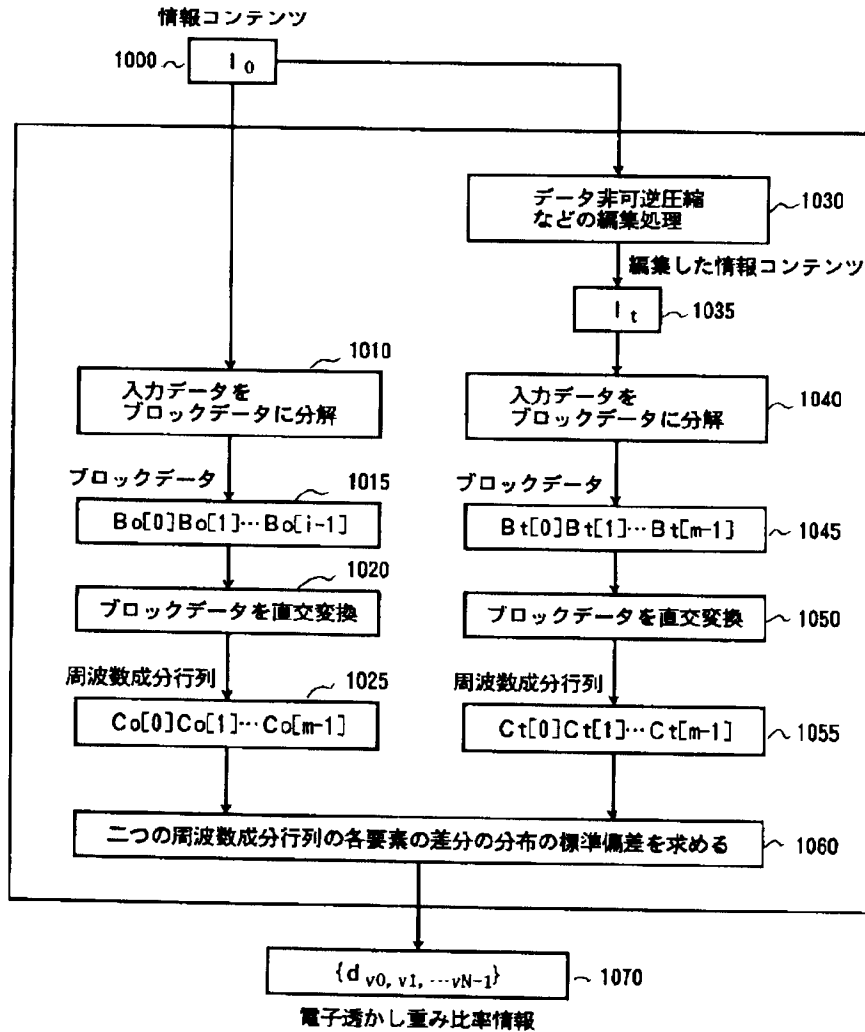 情報コンテンツ
1000 I₀
データ非可逆圧縮
などの編集処理
1030
編集した情報コンテンツ
I t
1035
1010
入力データを
ブロックデータに分解
入力データを
ブロックデータに分解
1040
ブロックデータ
1015
Bo[0]Bo[1]…Bo[i-1]
ブロックデータ
Bt[0]Bt[1]…Bt[m-1]
1045
1020
ブロックデータを直交変換
ブロックデータを直交変換
1050
周波数成分行列
1025
Co[0]Co[1]…Co[m-1]
周波数成分行列
Ct[0]Ct[1]…Ct[m-1]
1055
二つの周波数成分行列の各要素の差分の分布の標準偏差を求める
1060
{d v0, v1, …vN-1}
1070
電子透かし重み比率情報